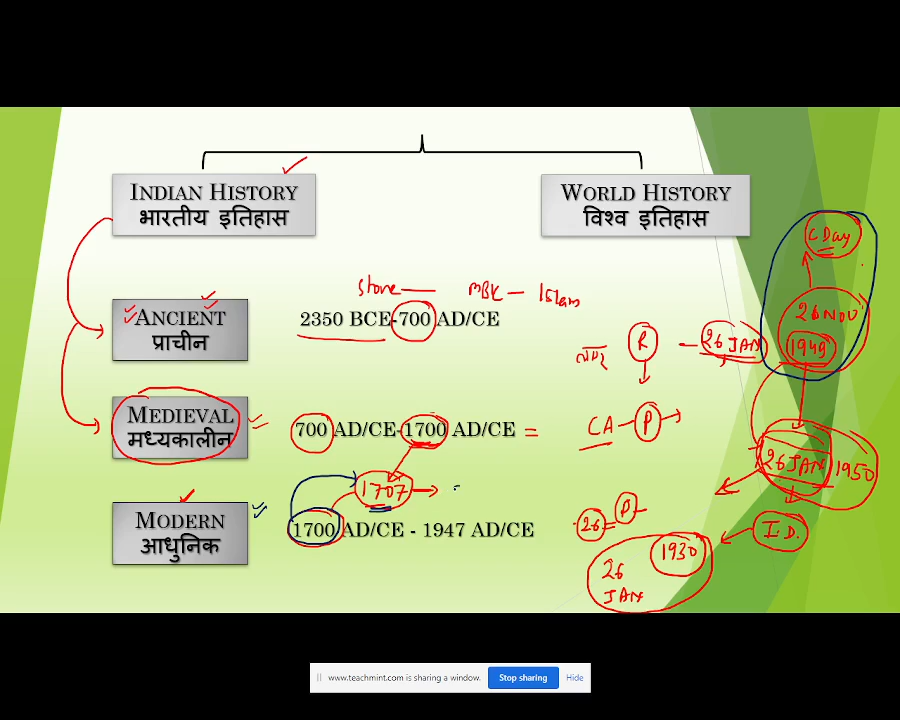 INDIAN HISTORY
भारतीय इतिहास
WORLD HISTORY
विश्व इतिहास
C Day
Stone — MBK — Islam
ANCIENT
प्राचीन
2350 BCE-700 AD/CE
26 NOV
1949
R — 26 JAN
MEDIEVAL
मध्यकालीन
700 AD/CE-1700 AD/CE =
CA — P
26 JAN 1950
1707
MODERN
आधुनिक
1700 AD/CE - 1947 AD/CE
26 P
I.D.
1930
26
JAN
www.teachmint.com is sharing a window.
Stop sharing
Hide